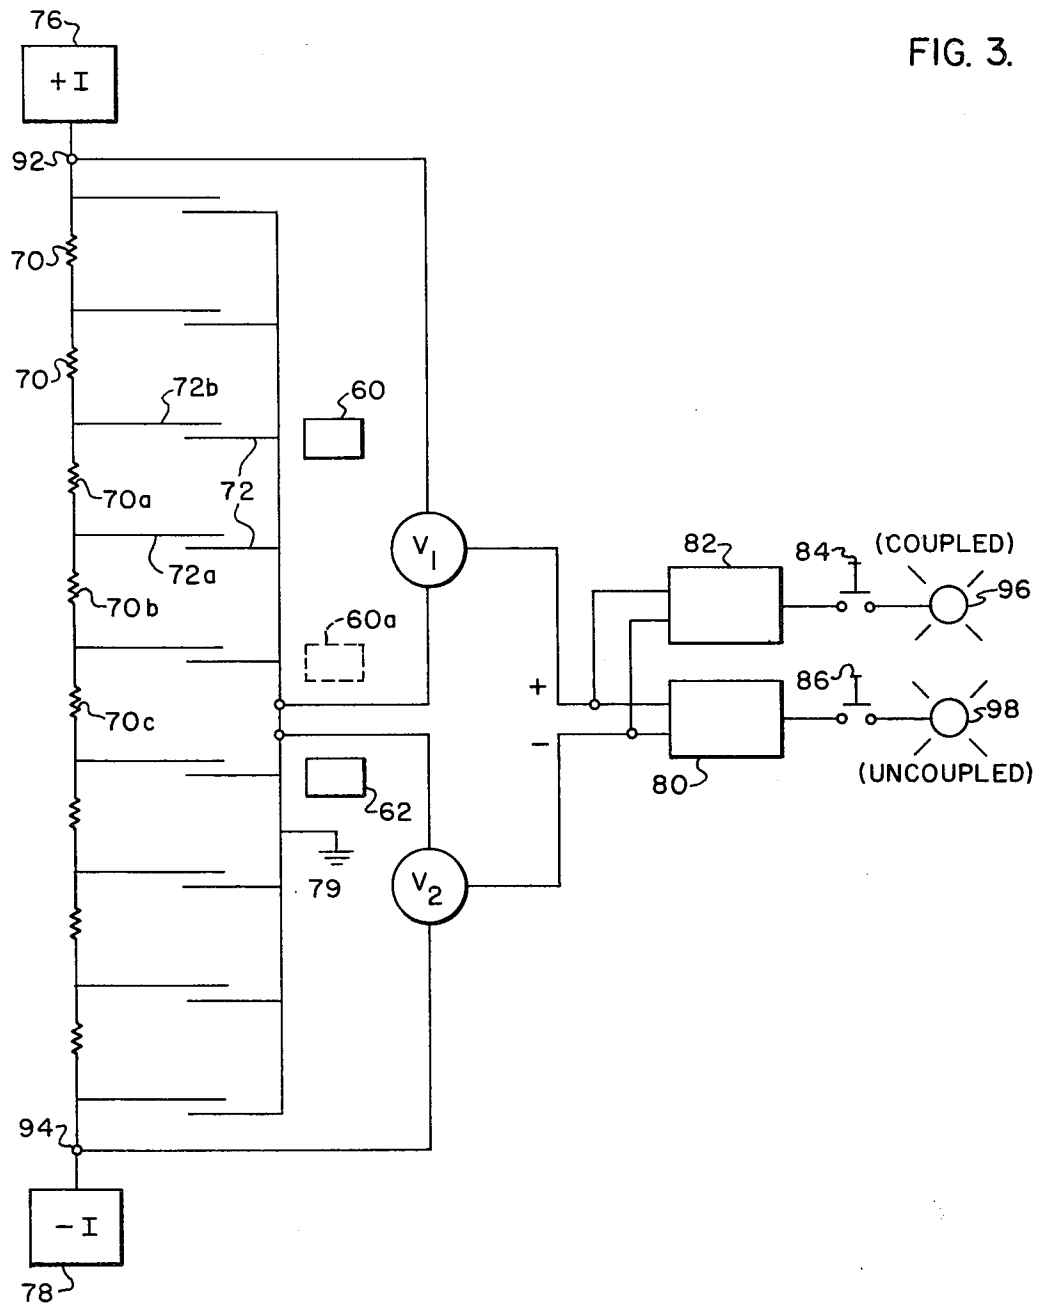 76
FIG. 3.
+ I
92
70
70
72b
60
70a
72
V1
82
84
(COUPLED)
96
72a
70b
60a
+
86
98
70c
−
80
(UNCOUPLED)
62
79
V2
94
− I
78